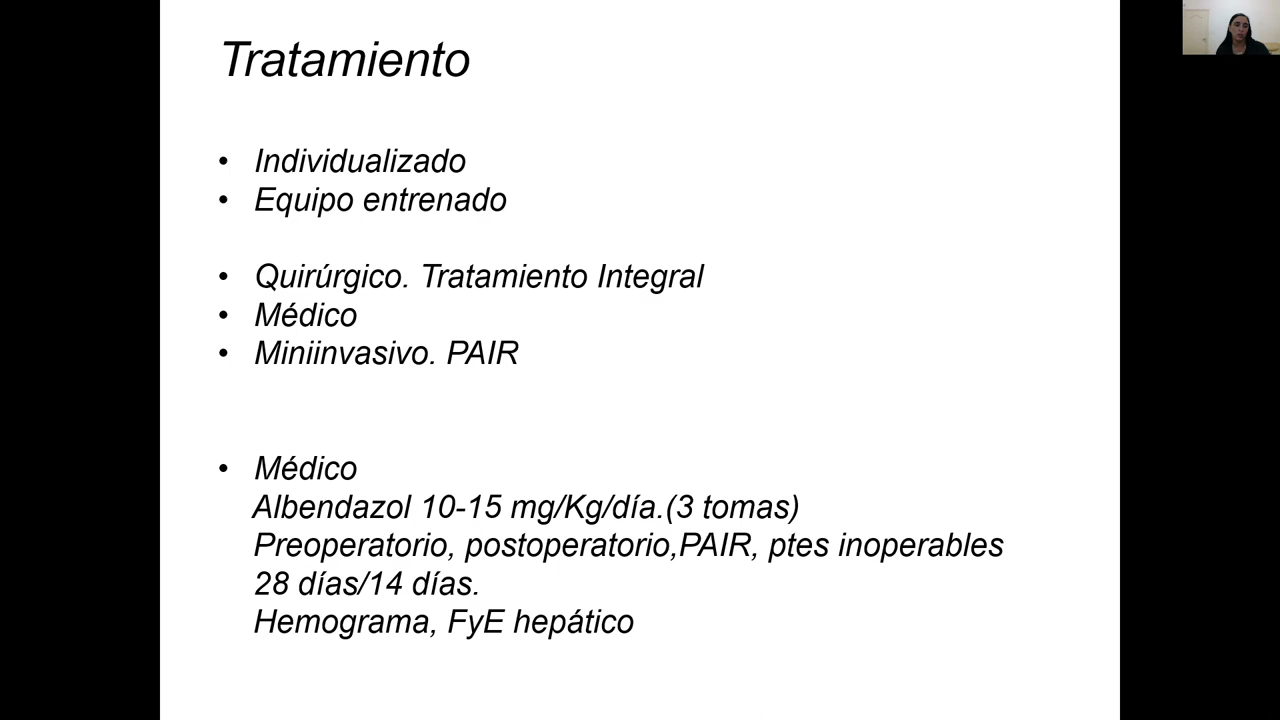 Tratamiento
• Individualizado
• Equipo entrenado
• Quirúrgico. Tratamiento Integral
• Médico
• Miniinvasivo. PAIR
• Médico
Albendazol 10-15 mg/Kg/día.(3 tomas)
Preoperatorio, postoperatorio,PAIR, ptes inoperables
28 días/14 días.
Hemograma, FyE hepático